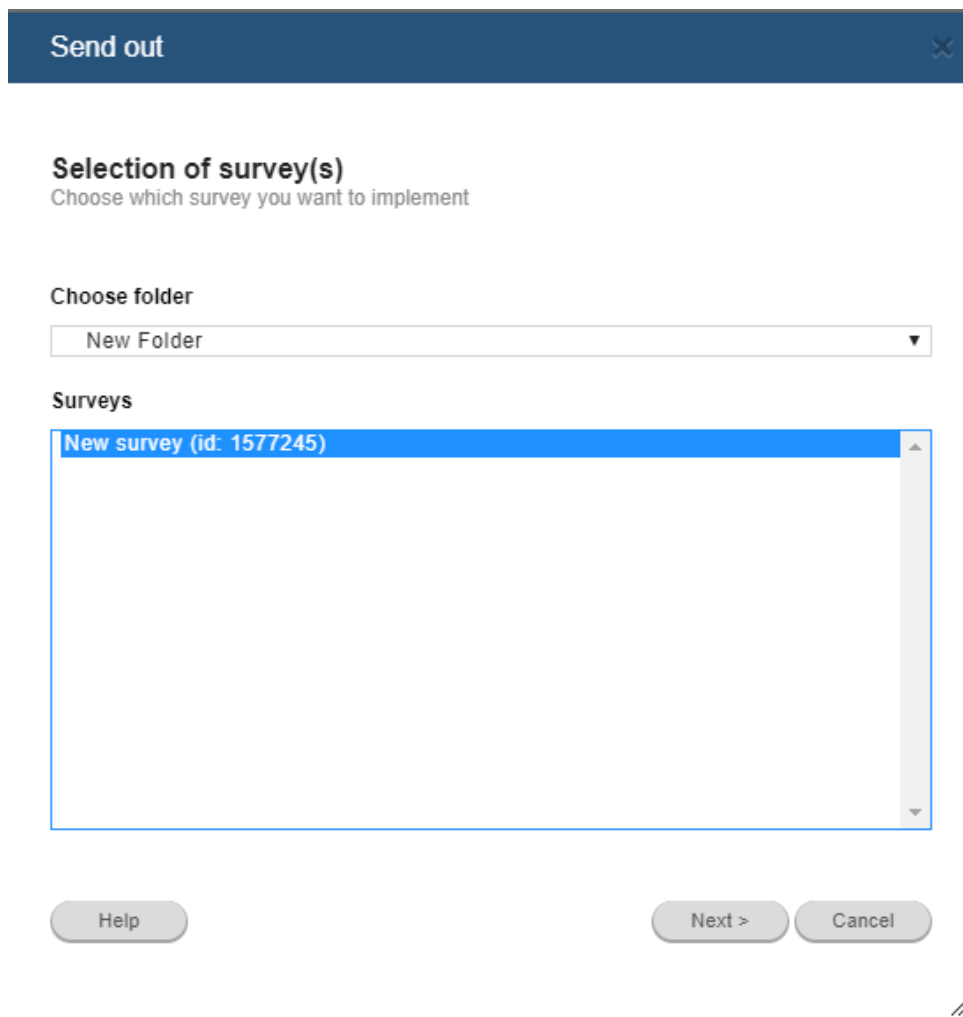 Send out
Selection of survey(s)
Choose which survey you want to implement
Choose folder
New Folder
Surveys
New survey (id: 1577245)
Help
Next >
Cancel